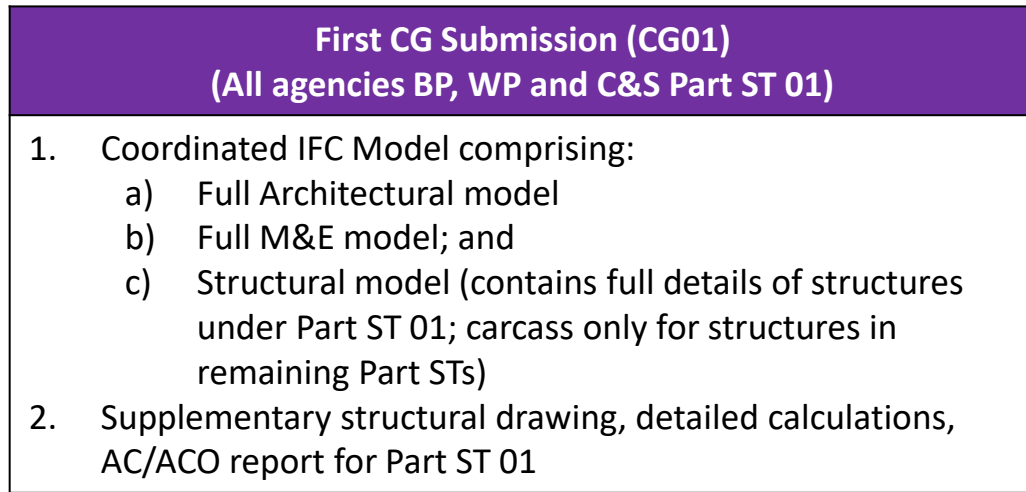 First CG Submission (CG01)
(All agencies BP, WP and C&S Part ST 01)
1. Coordinated IFC Model comprising:
a) Full Architectural model
b) Full M&E model; and
c) Structural model (contains full details of structures
under Part ST 01; carcass only for structures in
remaining Part STs)
2. Supplementary structural drawing, detailed calculations,
AC/ACO report for Part ST 01